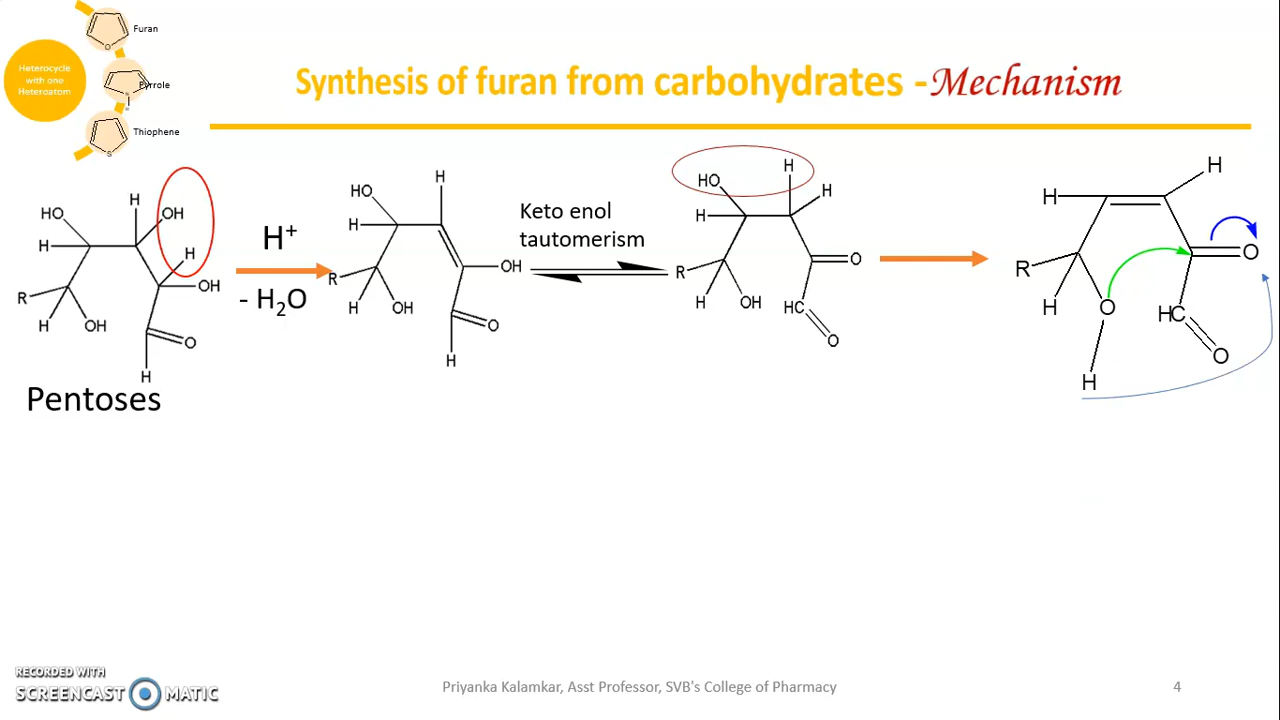 Furan
O
Heterocycle
with one
Heteroatom
Pyrrole
N
H
Thiophene
S
Synthesis of furan from carbohydrates -Mechanism
HO
H
OH
H
H
R
OH
H
OH
O
H
Pentoses
H⁺
- H₂O
HO
H
H
R
OH
H
OH
O
H
Keto enol
tautomerism
HO
H
H
H
R
O
H
OH
HC
O
H
H
R
O
H
O
HC
O
H
RECORDED WITH
SCREENCAST MATIC
Priyanka Kalamkar, Asst Professor, SVB's College of Pharmacy
4